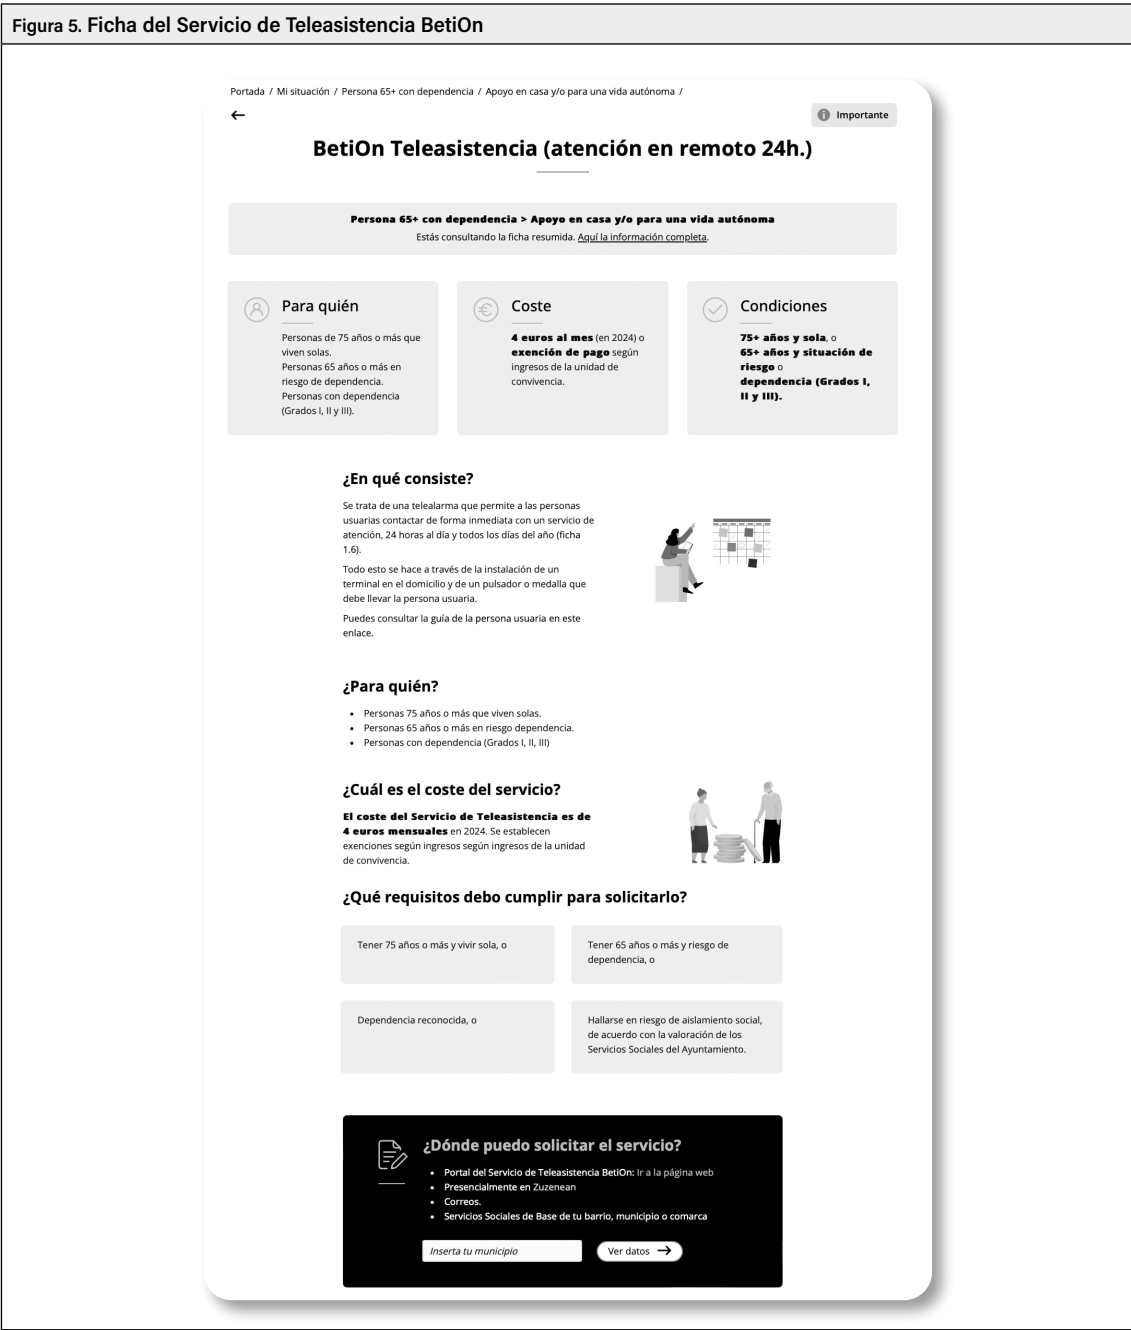 Figura 5. Ficha del Servicio de Teleasistencia BetiOn
Portada / Mi situación / Persona 65+ con dependencia / Apoyo en casa y/o para una vida autónoma /
Importante
BetiOn Teleasistencia (atención en remoto 24h.)
Persona 65+ con dependencia > Apoyo en casa y/o para una vida autónoma
Estás consultando la ficha resumida. Aquí la información completa.
Para quién
Personas de 75 años o más que
viven solas.
Personas 65 años o más en
riesgo de dependencia.
Personas con dependencia
(Grados I, II y III).
Coste
4 euros al mes (en 2024) o
exención de pago según
ingresos de la unidad de
convivencia.
Condiciones
75+ años y sola, o
65+ años y situación de
riesgo o
dependencia (Grados I,
II y III).
¿En qué consiste?
Se trata de una telealarma que permite a las personas
usuarias contactar de forma inmediata con un servicio de
atención, 24 horas al día y todos los días del año (ficha
1.6).
Todo esto se hace a través de la instalación de un
terminal en el domicilio y de un pulsador o medalla que
debe llevar la persona usuaria.
Puedes consultar la guía de la persona usuaria en este
enlace.
¿Para quién?
• Personas 75 años o más que viven solas.
• Personas 65 años o más en riesgo dependencia.
• Personas con dependencia (Grados I, II, III)
¿Cuál es el coste del servicio?
El coste del Servicio de Teleasistencia es de
4 euros mensuales en 2024. Se establecen
exenciones según ingresos según ingresos de la unidad
de convivencia.
¿Qué requisitos debo cumplir para solicitarlo?
Tener 75 años o más y vivir sola, o
Tener 65 años o más y riesgo de
dependencia, o
Dependencia reconocida, o
Hallarse en riesgo de aislamiento social,
de acuerdo con la valoración de los
Servicios Sociales del Ayuntamiento.
¿Dónde puedo solicitar el servicio?
• Portal del Servicio de Teleasistencia BetiOn: Ir a la página web
• Presencialmente en Zuzenean
• Correos.
• Servicios Sociales de Base de tu barrio, municipio o comarca
Inserta tu municipio
Ver datos →